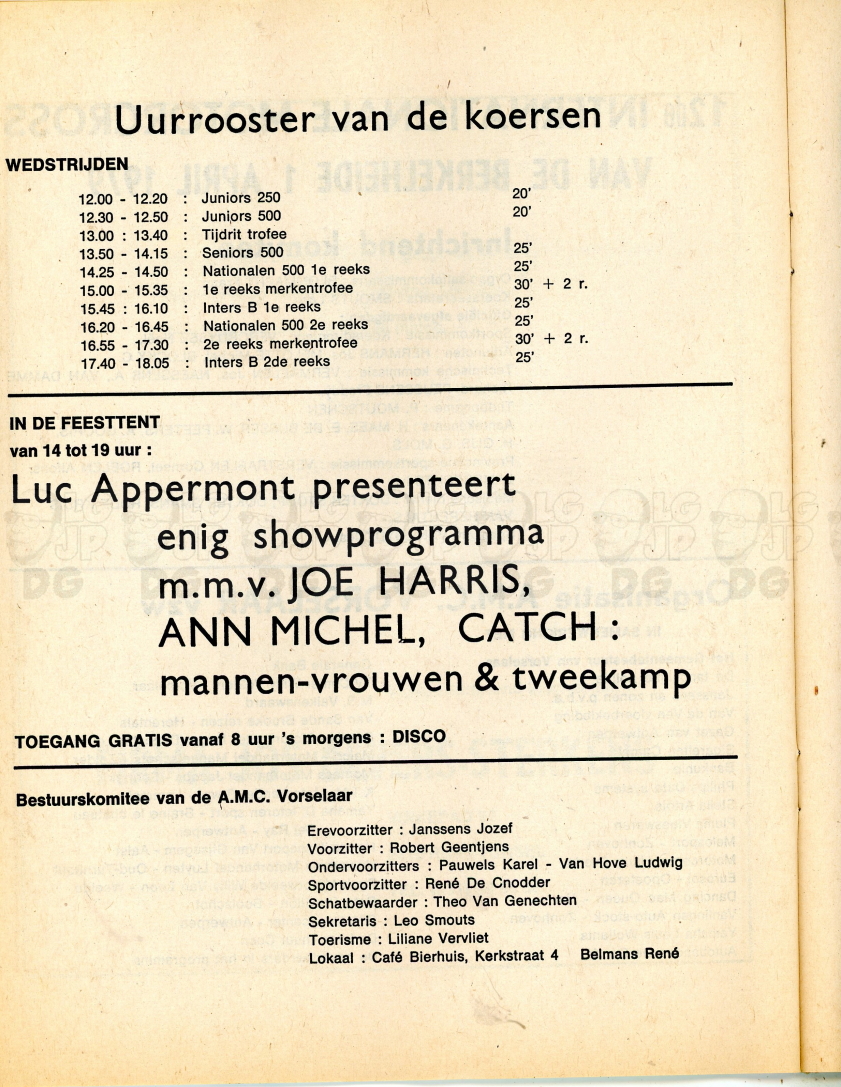 Uurrooster van de koersen
WEDSTRIJDEN
12.00 - 12.20 : Juniors 250 20'
12.30 - 12.50 : Juniors 500 20'
13.00 : 13.40 : Tijdrit trofee
13.50 - 14.15 : Seniors 500 25'
14.25 - 14.50 : Nationalen 500 1e reeks 25'
15.00 - 15.35 : 1e reeks merkentrofee 30' + 2 r.
15.45 : 16.10 : Inters B 1e reeks 25'
16.20 - 16.45 : Nationalen 500 2e reeks 25'
16.55 - 17.30 : 2e reeks merkentrofee 30' + 2 r.
17.40 - 18.05 : Inters B 2de reeks 25'
IN DE FEESTTENT
van 14 tot 19 uur :
Luc Appermont presenteert
enig showprogramma
m.m.v. JOE HARRIS,
ANN MICHEL, CATCH :
mannen-vrouwen & tweekamp
TOEGANG GRATIS vanaf 8 uur 's morgens : DISCO
Bestuurskomitee van de A.M.C. Vorselaar
Erevoorzitter : Janssens Jozef
Voorzitter : Robert Geentjens
Ondervoorzitters : Pauwels Karel - Van Hove Ludwig
Sportvoorzitter : René De Cnodder
Schatbewaarder : Theo Van Genechten
Sekretaris : Leo Smouts
Toerisme : Liliane Vervliet
Lokaal : Café Bierhuis, Kerkstraat 4 Belmans René